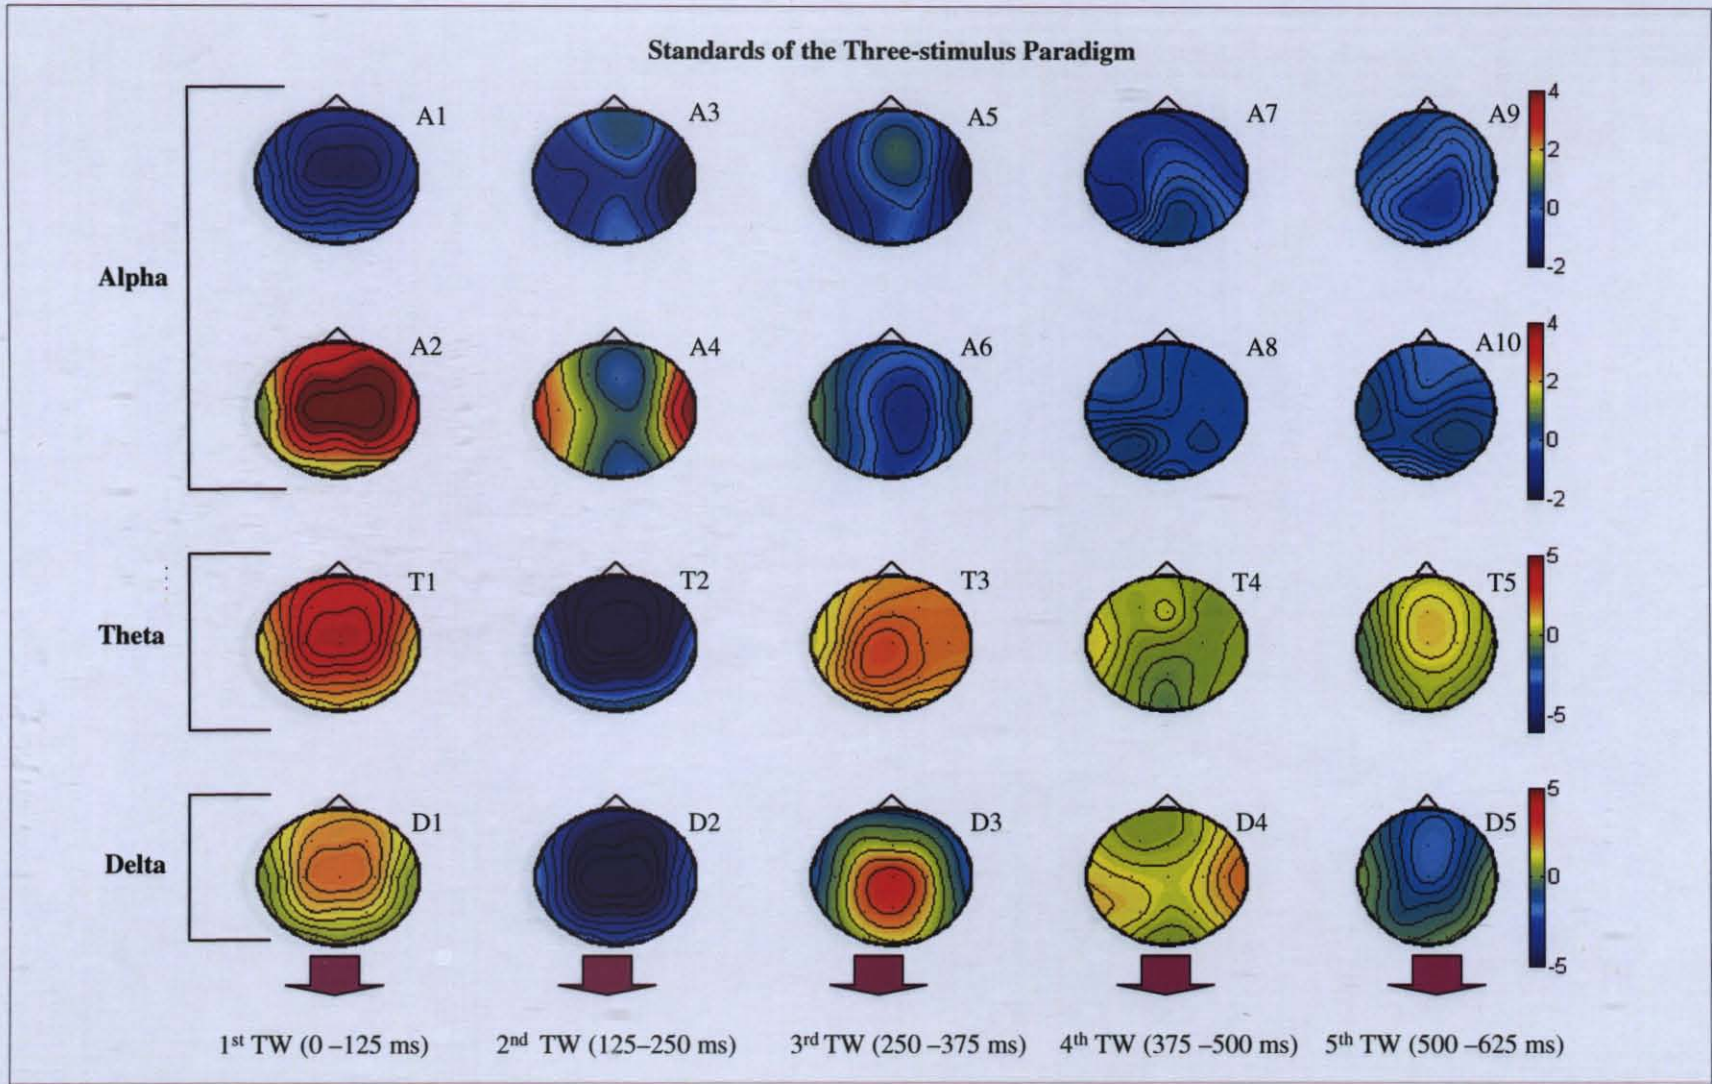 Standards of the Three-stimulus Paradigm
A1 A3 A5 A7 A9
4
2
0
-2
Alpha
A2 A4 A6 A8 A10
4
2
0
-2
T1 T2 T3 T4 T5
5
0
-5
Theta
D1 D2 D3 D4 D5
5
0
-5
Delta
1st TW (0 –125 ms) 2nd TW (125–250 ms) 3rd TW (250 –375 ms) 4th TW (375 –500 ms) 5th TW (500 –625 ms)